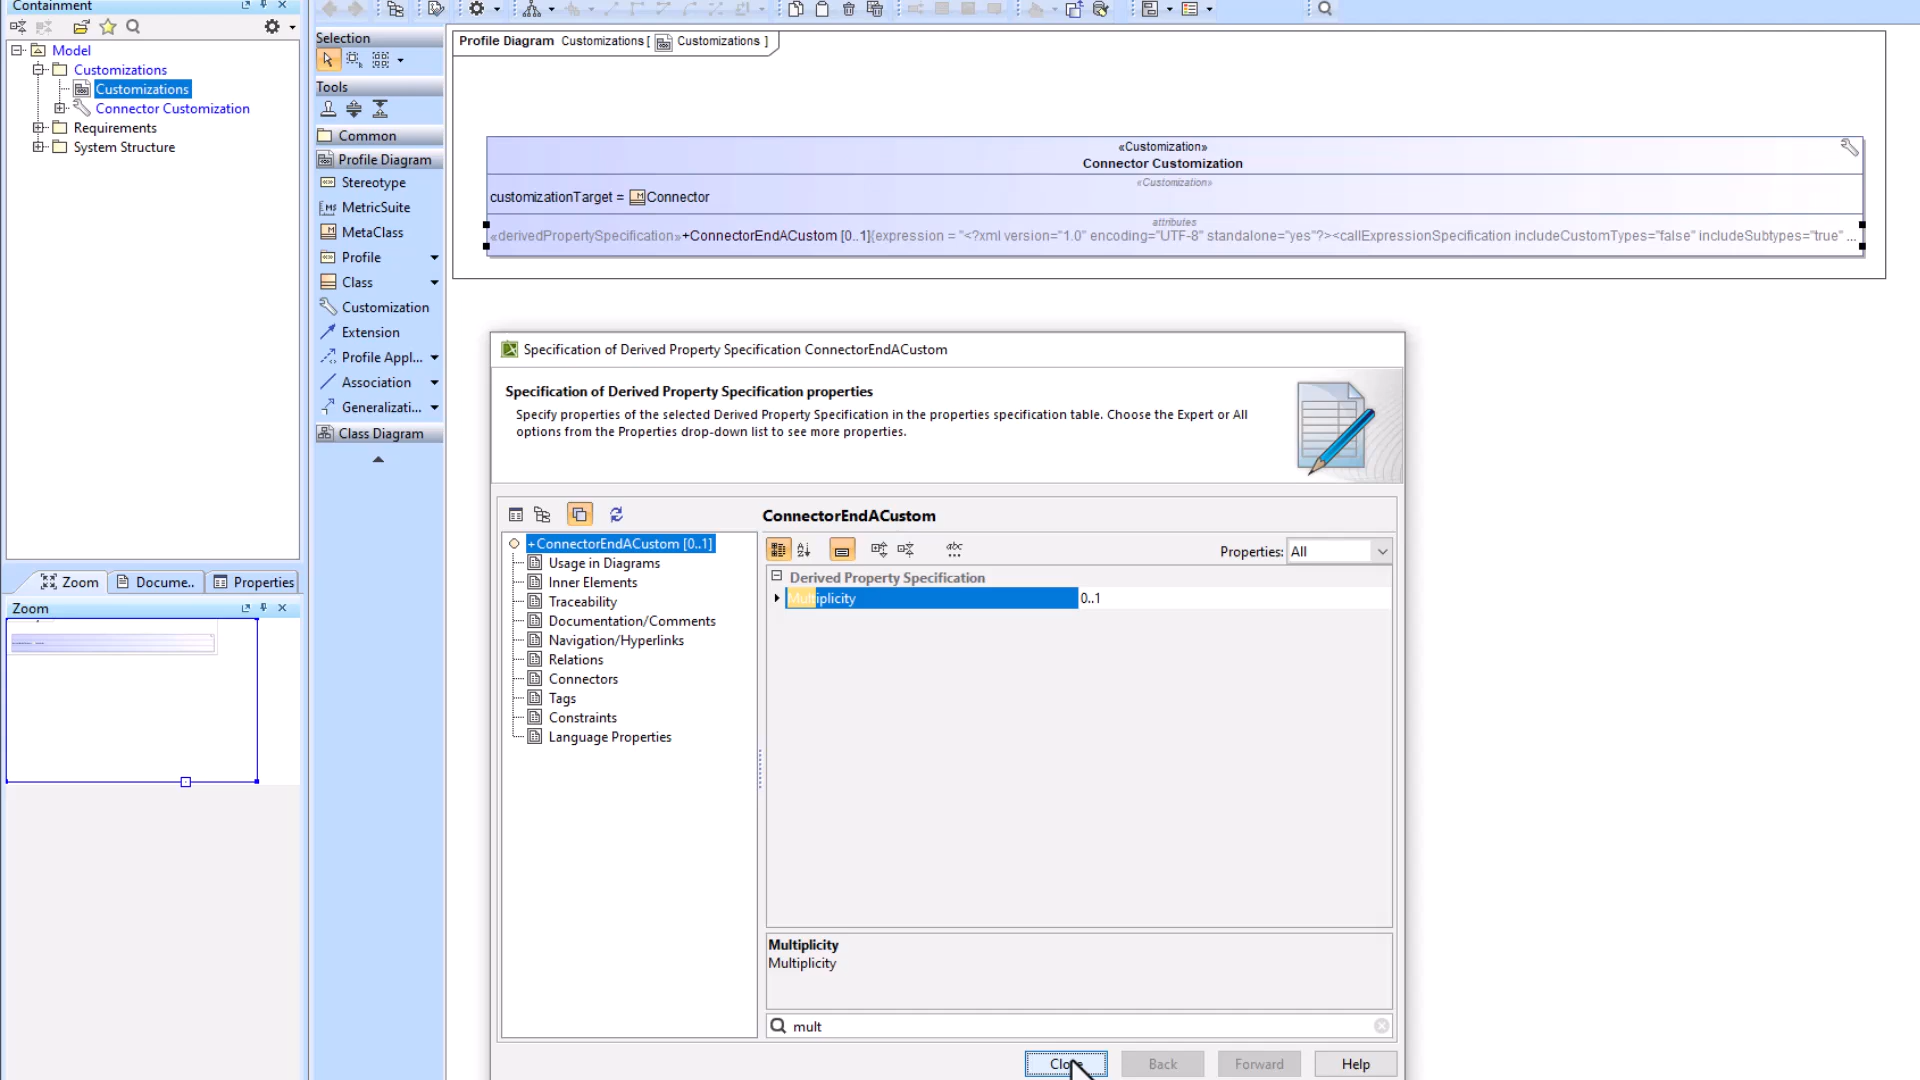 Containment
Model
Customizations
Customizations
Connector Customization
Requirements
System Structure
Zoom
Docume..
Properties
Zoom
Selection
Tools
Common
Profile Diagram
Stereotype
MetricSuite
MetaClass
Profile
Class
Customization
Extension
Profile Appl...
Association
Generalizati...
Class Diagram
Profile Diagram Customizations [ Customizations ]
«Customization»
Connector Customization
«Customization»
customizationTarget = Connector
attributes
«derivedPropertySpecification»+ConnectorEndACustom [0..1]{expression = "<?xml version="1.0" encoding="UTF-8" standalone="yes"?><callExpressionSpecification includeCustomTypes="false" includeSubtypes="true" ...
Specification of Derived Property Specification ConnectorEndACustom
Specification of Derived Property Specification properties
Specify properties of the selected Derived Property Specification in the properties specification table. Choose the Expert or All
options from the Properties drop-down list to see more properties.
+ConnectorEndACustom [0..1]
Usage in Diagrams
Inner Elements
Traceability
Documentation/Comments
Navigation/Hyperlinks
Relations
Connectors
Tags
Constraints
Language Properties
ConnectorEndACustom
Properties: All
Derived Property Specification
Multiplicity 0..1
Multiplicity
Multiplicity
mult
Close
Back
Forward
Help